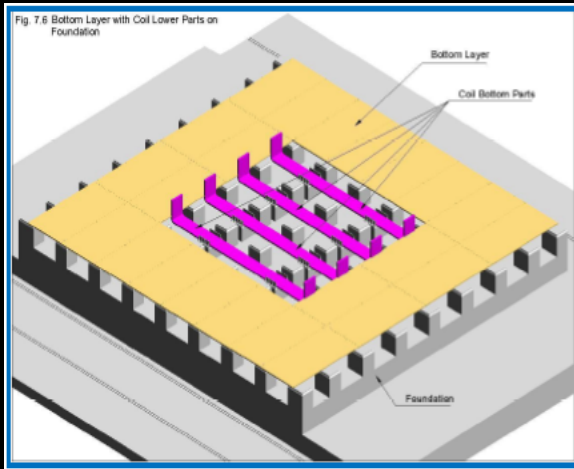 Fig. 7.6 Bottom Layer with Coil Lower Parts on
Foundation
Bottom Layer
Coil Bottom Parts
Foundation